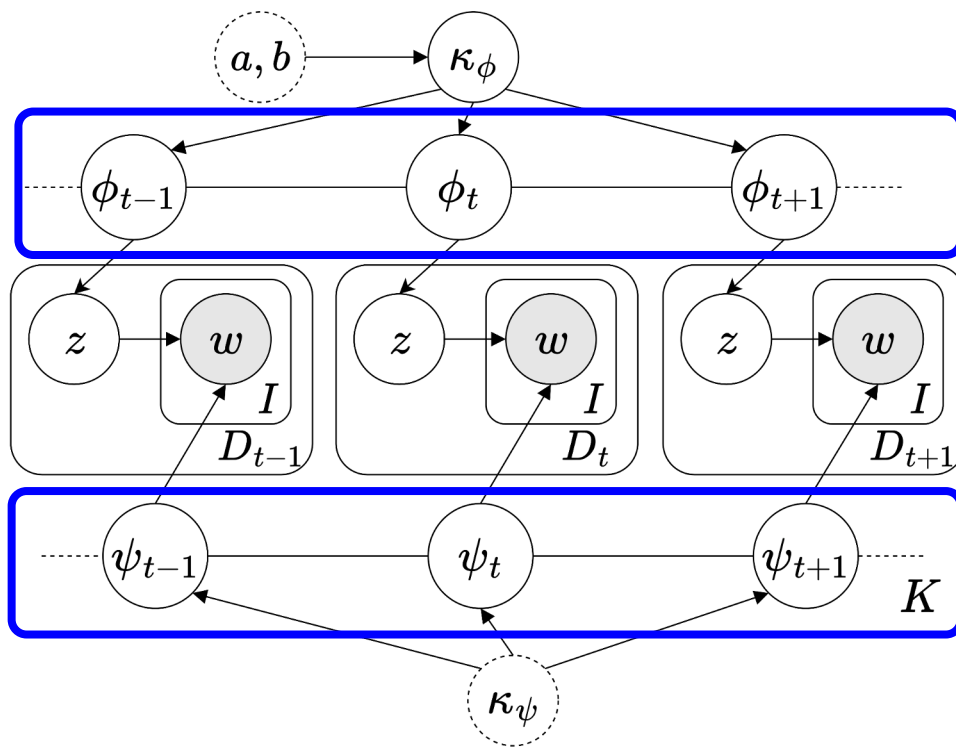 a, b κ_ϕ
ϕ_{t−1} ϕ_t ϕ_{t+1}
z w z w z w
I I I
D_{t−1} D_t D_{t+1}
ψ_{t−1} ψ_t ψ_{t+1}
K
κ_ψ